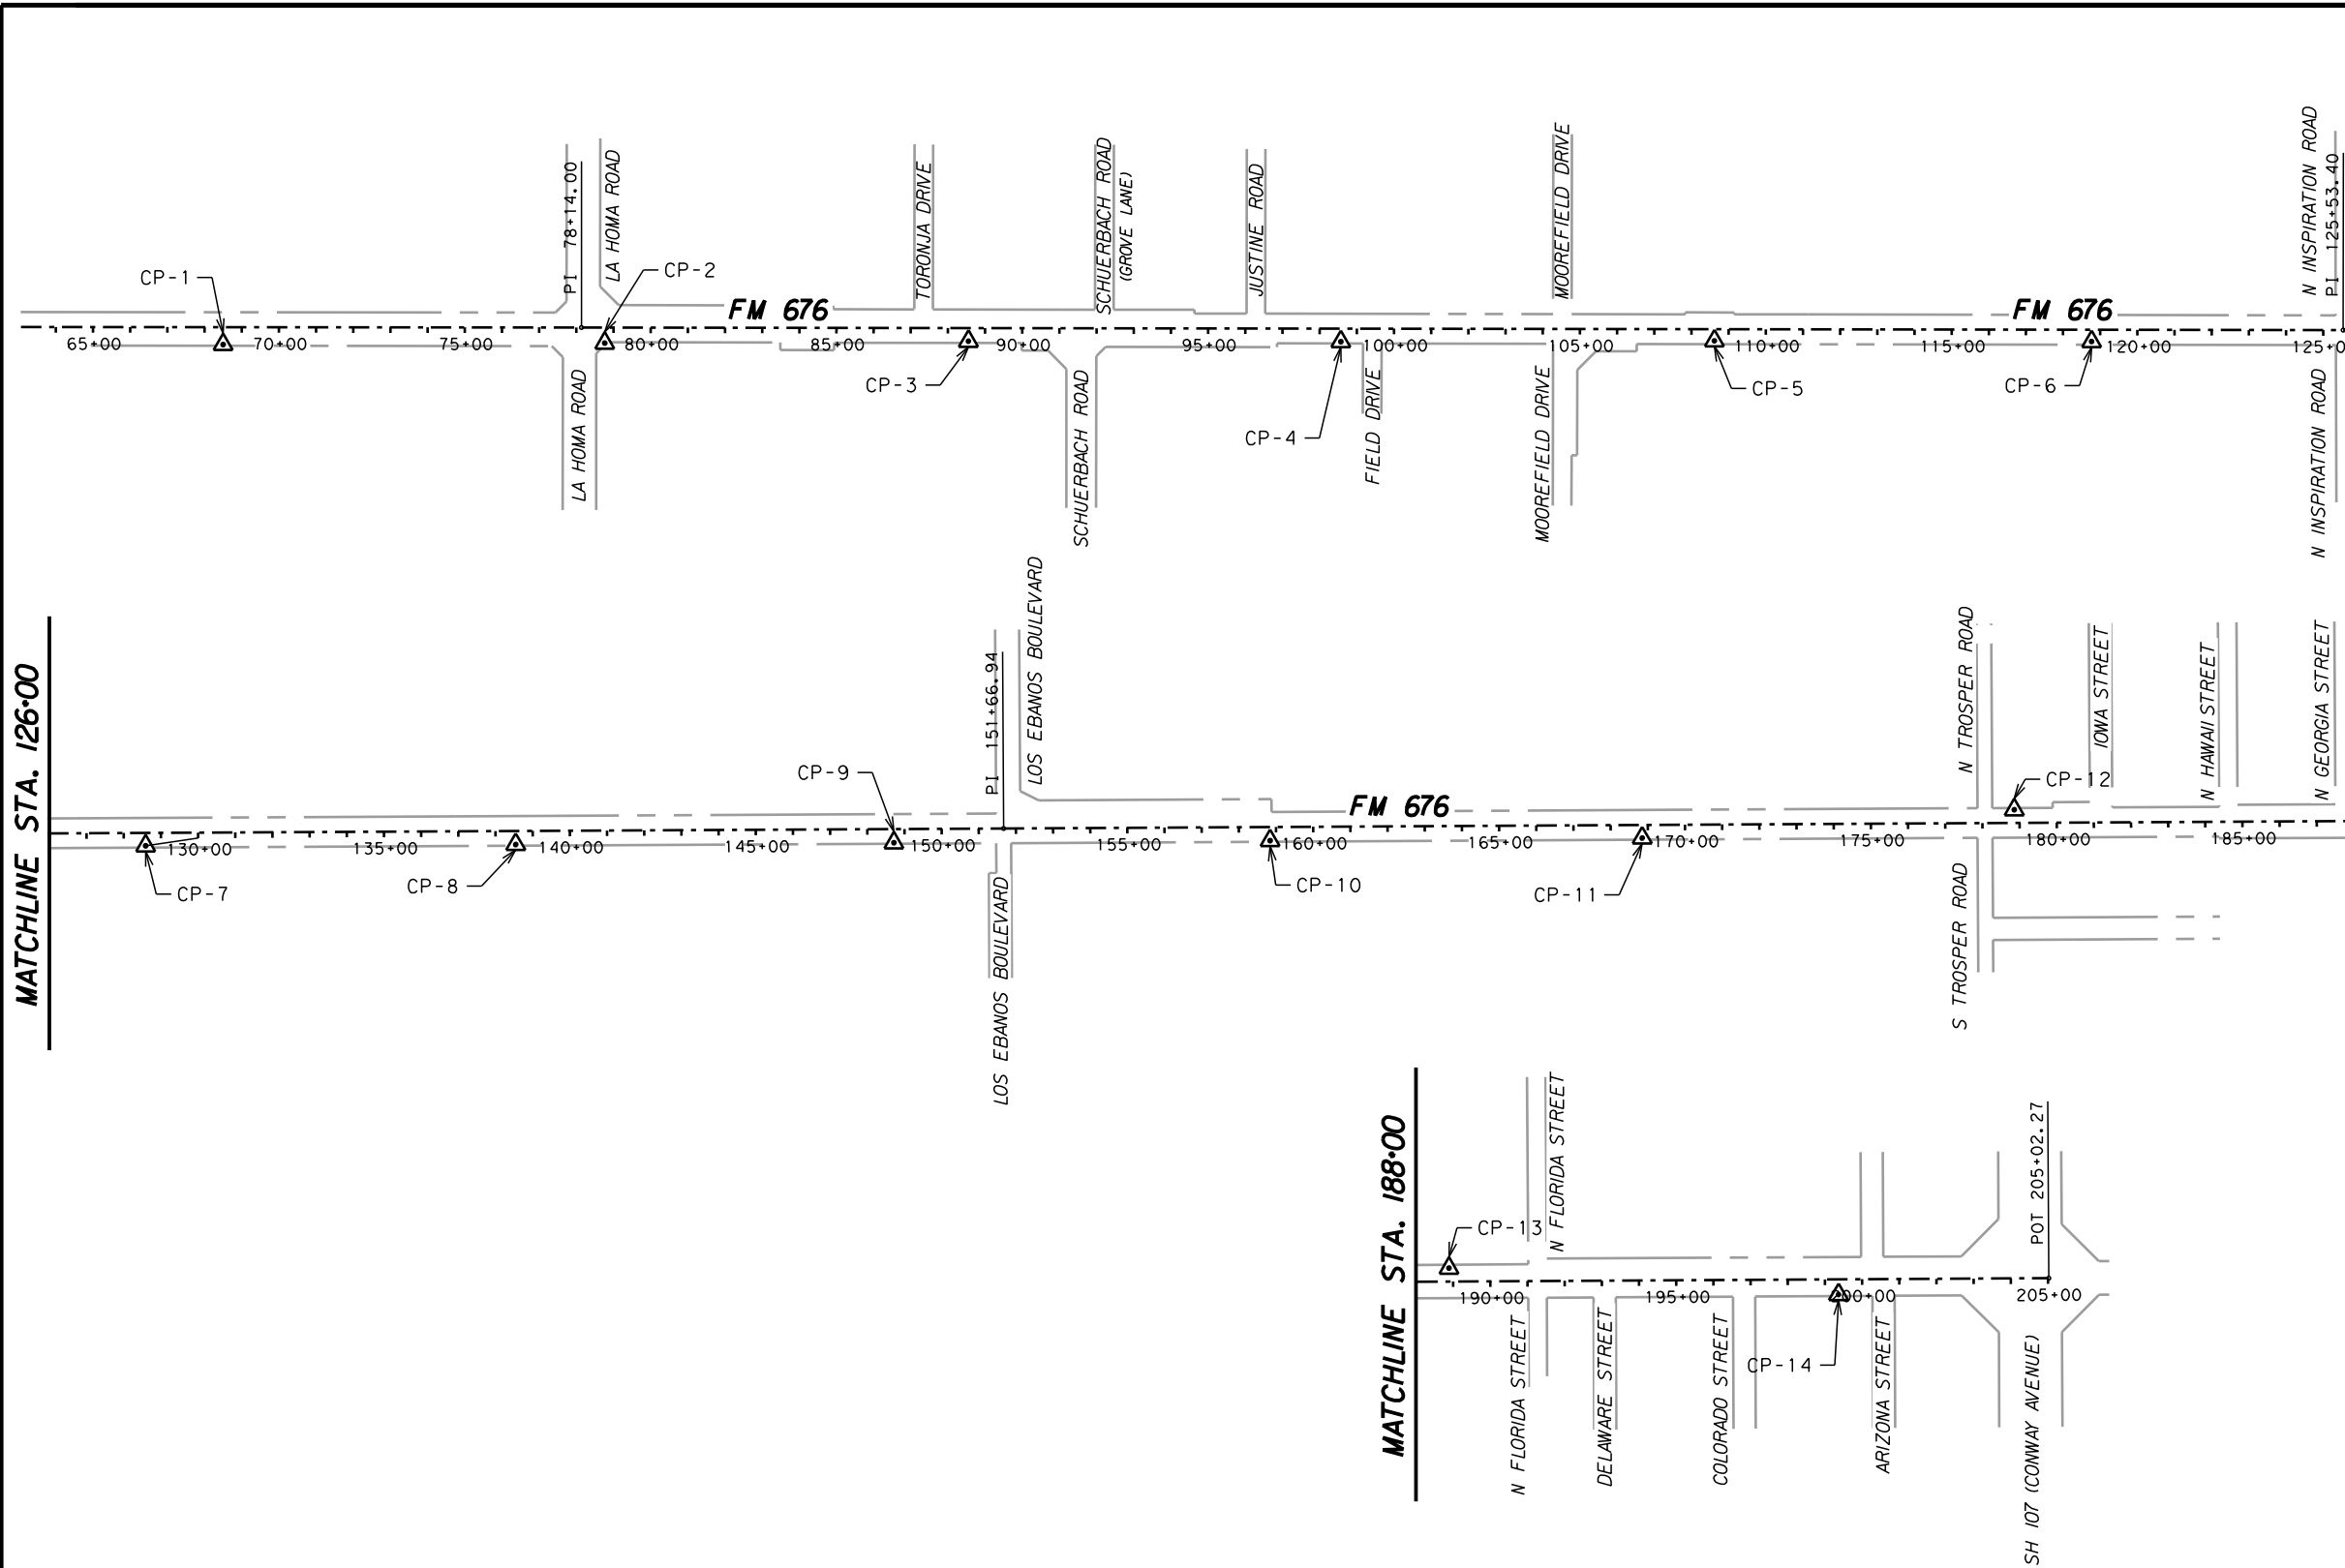 PI 78+14.00
LA HOMA ROAD
TORONJA DRIVE
SCHUERBACH ROAD
(GROVE LANE)
JUSTINE ROAD
MOOREFIELD DRIVE
N INSPIRATION ROAD
PI 125+53.40
CP-1
CP-2
FM 676
FM 676
65+00
70+00
75+00
80+00
85+00
90+00
95+00
100+00
105+00
110+00
115+00
120+00
125+0
CP-3
CP-4
CP-5
CP-6
LA HOMA ROAD
SCHUERBACH ROAD
FIELD DRIVE
MOOREFIELD DRIVE
N INSPIRATION ROAD
MATCHLINE STA. 126+00
PI 151+66.94
LOS EBANOS BOULEVARD
N TROSPER ROAD
IOWA STREET
N HAWAII STREET
N GEORGIA STREET
CP-9
CP-12
FM 676
130+00
135+00
140+00
145+00
150+00
155+00
160+00
165+00
170+00
175+00
180+00
185+00
CP-7
CP-8
CP-10
CP-11
LOS EBANOS BOULEVARD
S TROSPER ROAD
MATCHLINE STA. 188+00
N FLORIDA STREET
POT 205+02.27
CP-13
190+00
195+00
200+00
205+00
CP-14
N FLORIDA STREET
DELAWARE STREET
COLORADO STREET
ARIZONA STREET
SH 107 (CONWAY AVENUE)